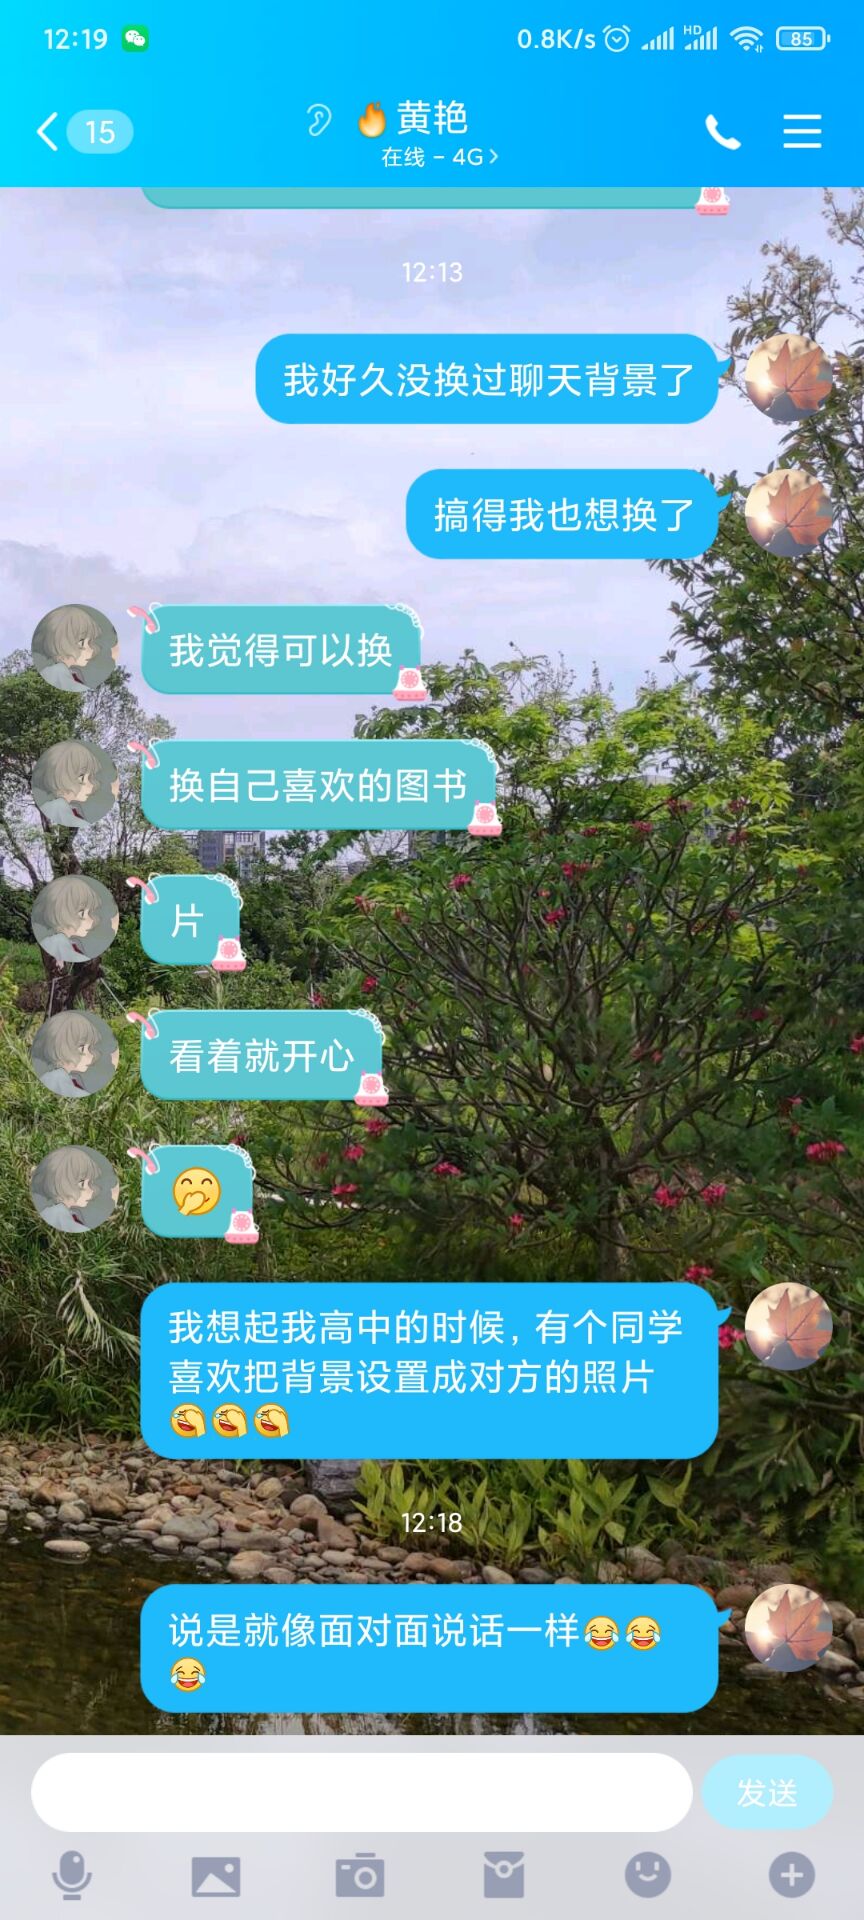 12:19
0.8K/s
HD
85
15
黄艳
在线 - 4G
12:13
我好久没换过聊天背景了
搞得我也想换了
我觉得可以换
换自己喜欢的图书
片
看着就开心
我想起我高中的时候,有个同学
喜欢把背景设置成对方的照片
12:18
说是就像面对面说话一样
发送